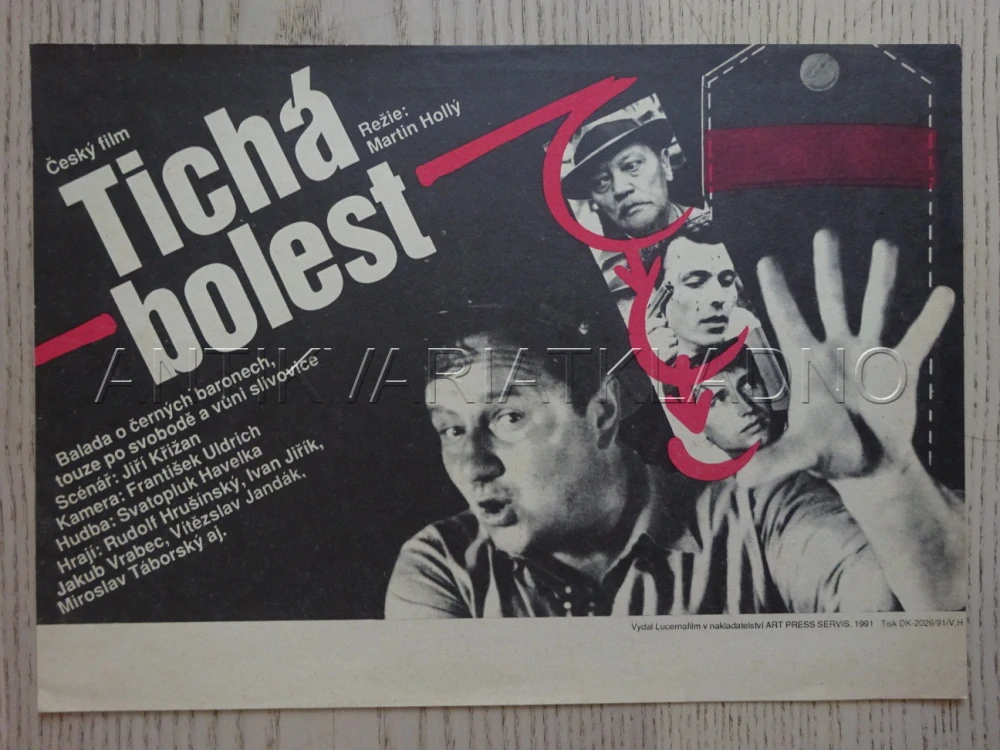 Český film
Tichá
bolest
Režie:
Martin Hollý
Balada o černých baronech,
touze po svobodě a vůni slivovice
Scénář: Jiří Křižan
Kamera: František Uldrich
Hudba: Svatopluk Havelka
Hrají: Rudolf Hrušínský, Ivan Jiřík,
Jakub Vrabec, Vítězslav Jandák,
Miroslav Táborský aj.
ANTIKVARIATKLADNO
Vydal Lucernafilm v nakladatelství ART PRESS SERVIS. 1991 Tisk DK-2026/91/V,H